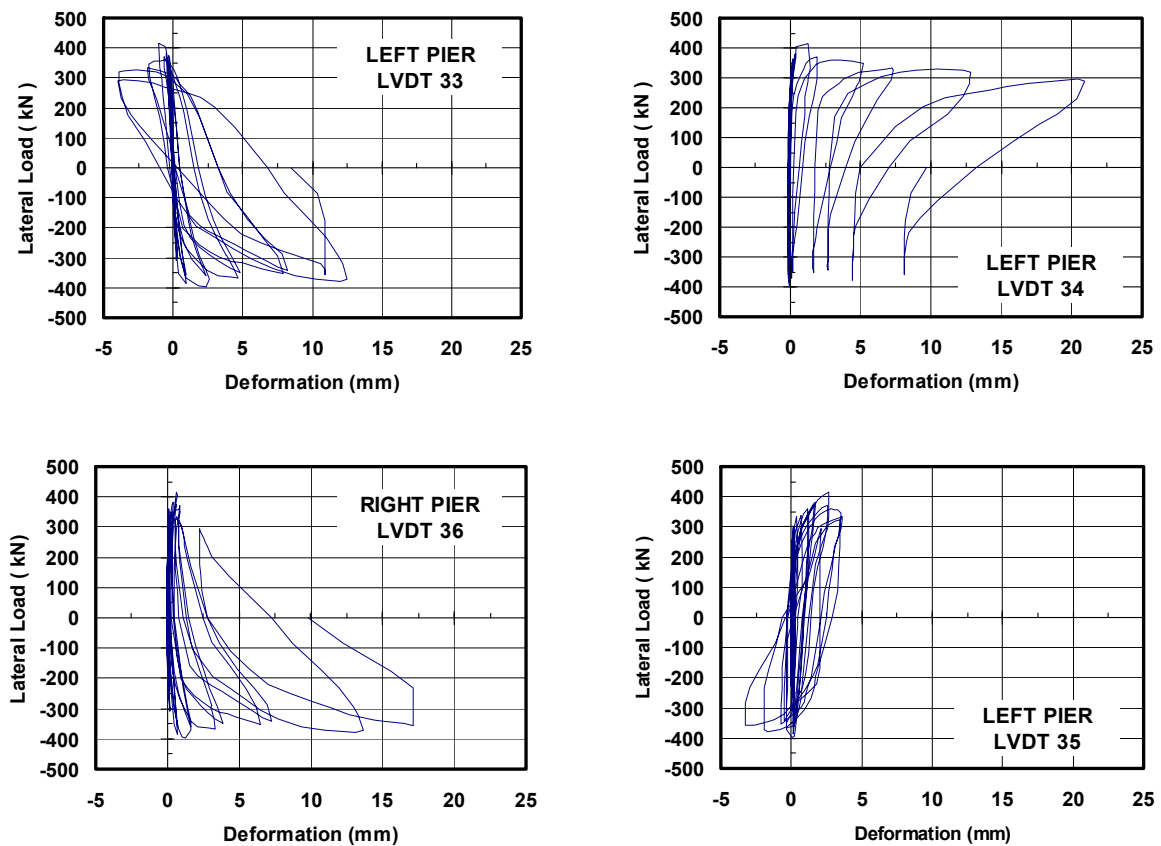 LEFT PIER
LVDT 33
500
400
300
200
100
0
-100
-200
-300
-400
-500
Lateral Load ( kN )
-5 0 5 10 15 20 25
Deformation (mm)
500
400
300
200
100
0
-100
-200
-300
-400
-500
Lateral Load ( kN )
LEFT PIER
LVDT 34
-5 0 5 10 15 20 25
Deformation (mm)
RIGHT PIER
LVDT 36
500
400
300
200
100
0
-100
-200
-300
-400
-500
Lateral Load ( kN)
-5 0 5 10 15 20 25
Deformation (mm)
500
400
300
200
100
0
-100
-200
-300
-400
-500
Lateral Load ( kN )
LEFT PIER
LVDT 35
-5 0 5 10 15 20 25
Deformation (mm)